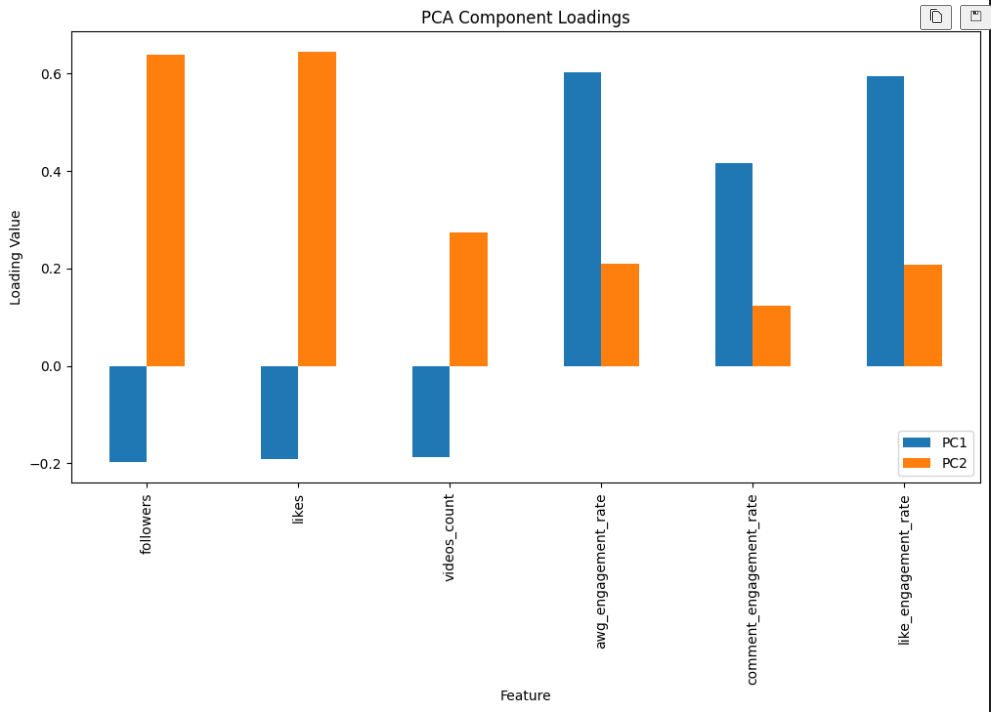 PCA Component Loadings
Loading Value
0.6
0.4
0.2
0.0
−0.2
PC1
PC2
followers
likes
videos_count
awg_engagement_rate
comment_engagement_rate
like_engagement_rate
Feature